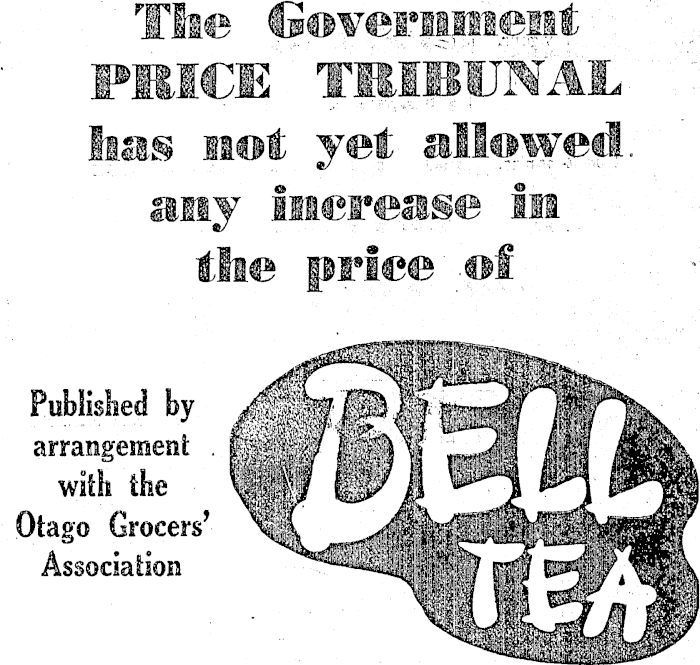 The Government
PRICE TRIBUNAL
has not yet allowed
any increase in
the price of
Published by
arrangement
with the
Otago Grocers'
Association
BELL
TEA